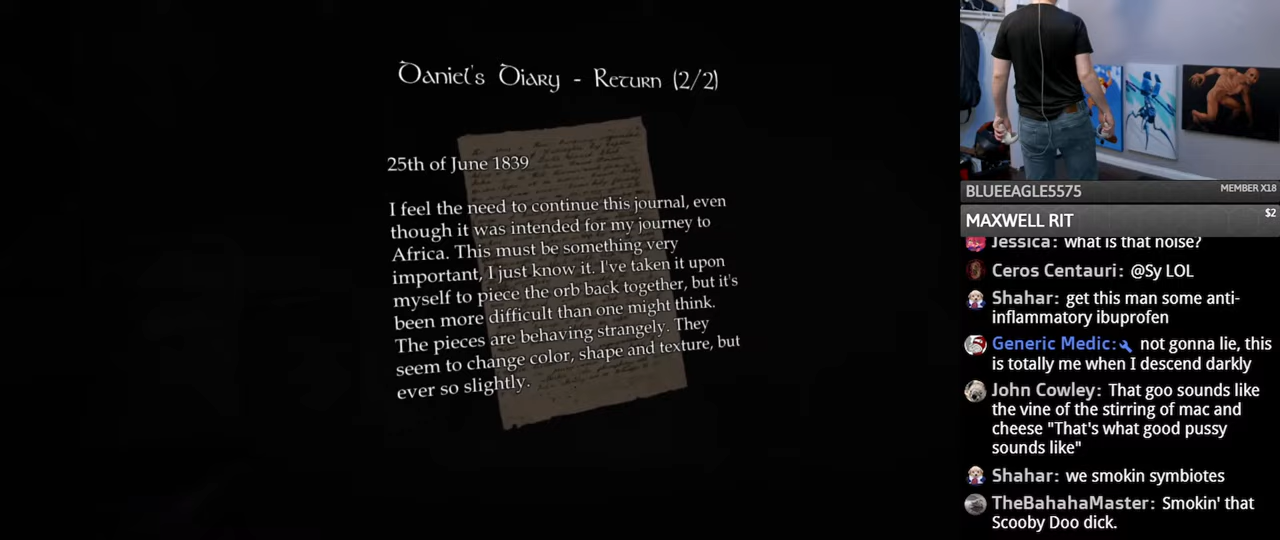 Daniel's Diary - Return (2/2)
25th of June 1839
I feel the need to continue this journal, even
though it was intended for my journey to
Africa. This must be something very
important, I just know it. I've taken it upon
myself to piece the orb back together, but it's
been more difficult than one might think.
The pieces are behaving strangely. They
seem to change color, shape and texture, but
ever so slightly.
BLUEEAGLE5575
MEMBER X18
MAXWELL RIT
$2
Jessica: what is that noise?
Ceros Centauri: @Sy LOL
Shahar: get this man some anti-
inflammatory ibuprofen
Generic Medic: not gonna lie, this
is totally me when I descend darkly
John Cowley: That goo sounds like
the vine of the stirring of mac and
cheese "That's what good pussy
sounds like"
Shahar: we smokin symbiotes
TheBahahaMaster: Smokin' that
Scooby Doo dick.